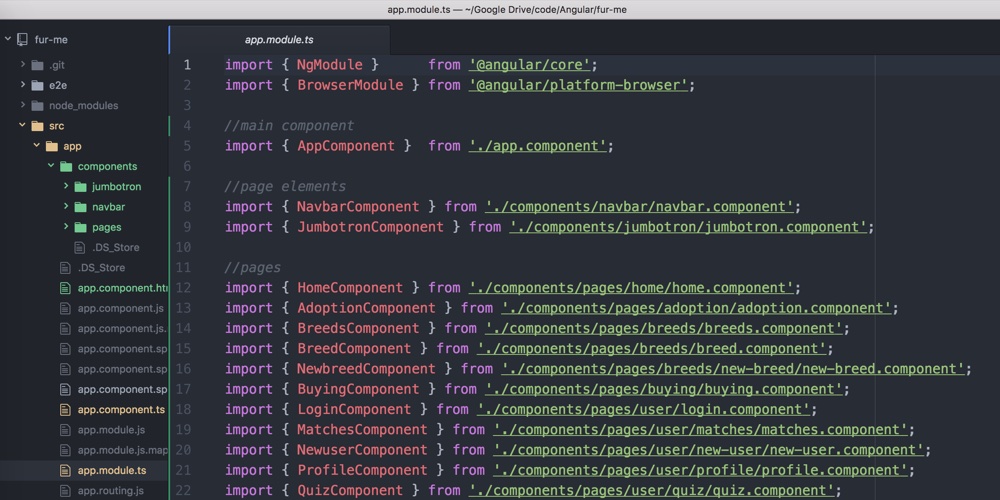 app.module.ts — ~/Google Drive/code/Angular/fur-me
fur-me
.git
e2e
node_modules
src
app
components
jumbotron
navbar
pages
.DS_Store
.DS_Store
app.component.htm
app.component.js
app.component.js.
app.component.sp
app.component.sp
app.component.sp
app.component.ts
app.module.js
app.module.js.map
app.module.ts
app.routing.js
app.module.ts
1 import { NgModule } from '@angular/core';
2 import { BrowserModule } from '@angular/platform-browser';
3
4 //main component
5 import { AppComponent } from './app.component';
6
7 //page elements
8 import { NavbarComponent } from './components/navbar/navbar.component';
9 import { JumbotronComponent } from './components/jumbotron/jumbotron.component';
10
11 //pages
12 import { HomeComponent } from './components/pages/home/home.component';
13 import { AdoptionComponent } from './components/pages/adoption/adoption.component';
14 import { BreedsComponent } from './components/pages/breeds/breeds.component';
15 import { BreedComponent } from './components/pages/breeds/breed.component';
16 import { NewbreedComponent } from './components/pages/breeds/new-breed/new-breed.component';
17 import { BuyingComponent } from './components/pages/buying/buying.component';
18 import { LoginComponent } from './components/pages/user/login.component';
19 import { MatchesComponent } from './components/pages/user/matches/matches.component';
20 import { NewuserComponent } from './components/pages/user/new-user/new-user.component';
21 import { ProfileComponent } from './components/pages/user/profile/profile.component';
22 import { QuizComponent } from './components/pages/user/quiz/quiz.component';